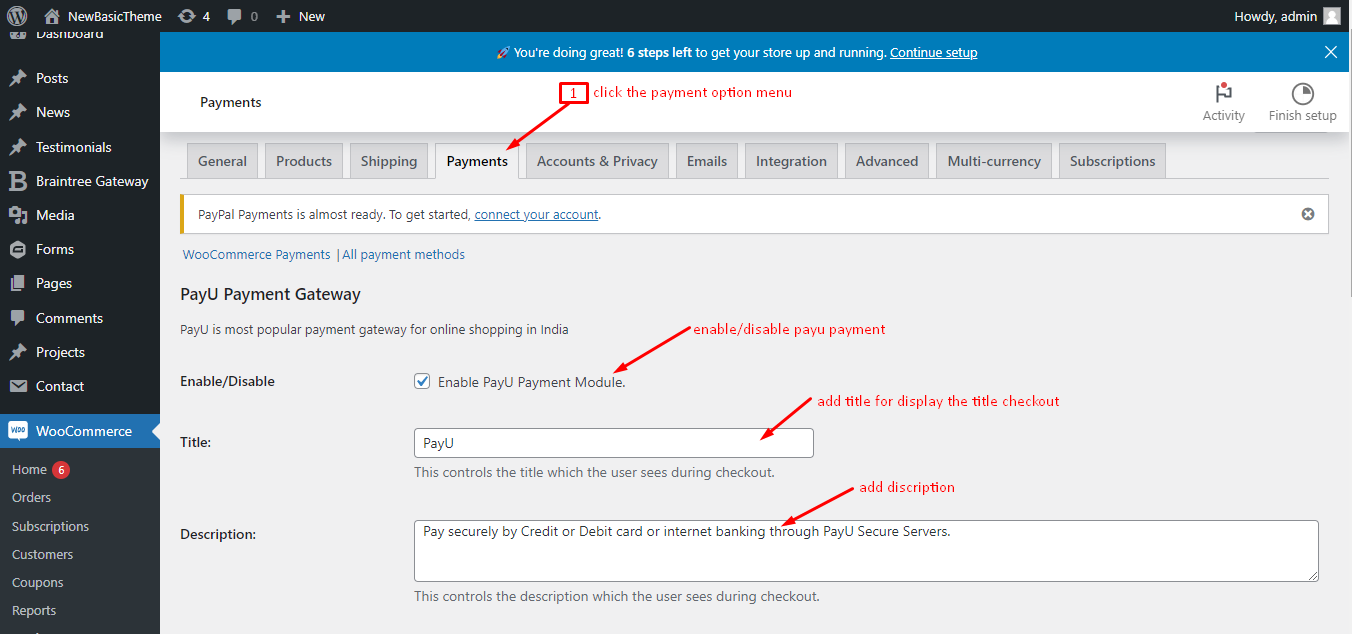 NewBasicTheme 4 0 New Howdy, admin
Dashboard
Posts
News
Testimonials
Braintree Gateway
Media
Forms
Pages
Comments
Projects
Contact
WooCommerce
Home 6
Orders
Subscriptions
Customers
Coupons
Reports
🚀 You're doing great! 6 steps left to get your store up and running. Continue setup
Payments
1 click the payment option menu
Activity
Finish setup
General Products Shipping Payments Accounts & Privacy Emails Integration Advanced Multi-currency Subscriptions
PayPal Payments is almost ready. To get started, connect your account.
WooCommerce Payments | All payment methods
PayU Payment Gateway
PayU is most popular payment gateway for online shopping in India
enable/disable payu payment
Enable/Disable
Enable PayU Payment Module.
add title for display the title checkout
Title:
PayU
This controls the title which the user sees during checkout.
add discription
Description:
Pay securely by Credit or Debit card or internet banking through PayU Secure Servers.
This controls the description which the user sees during checkout.